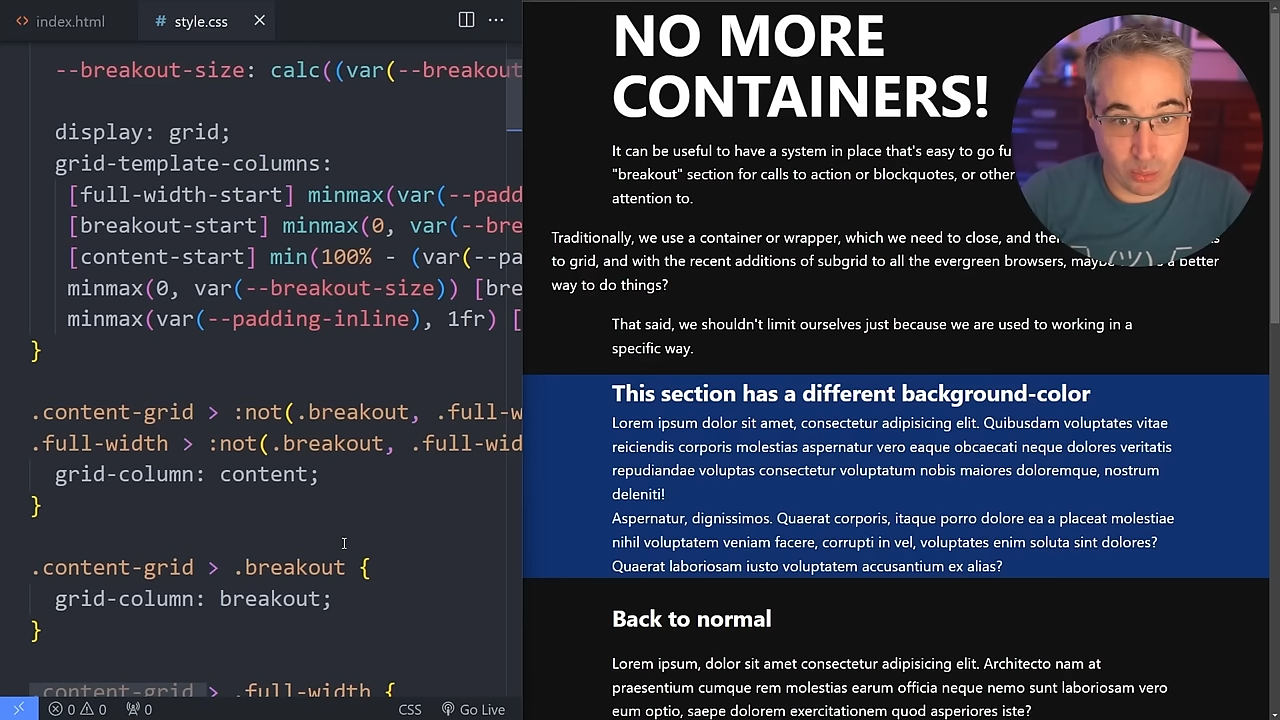 index.html
# style.css
--breakout-size: calc((var(--breakout
display: grid;
grid-template-columns:
[full-width-start] minmax(var(--padd
[breakout-start] minmax(0, var(--bre
[content-start] min(100% - (var(--pa
minmax(0, var(--breakout-size)) [bre
minmax(var(--padding-inline), 1fr) [
}
.content-grid > :not(.breakout, .full-w
.full-width > :not(.breakout, .full-wid
grid-column: content;
}
.content-grid > .breakout {
grid-column: breakout;
}
.content-grid > .full-width {
0 0 0
CSS Go Live
NO MORE
CONTAINERS!
It can be useful to have a system in place that's easy to go fu
"breakout" section for calls to action or blockquotes, or other
attention to.
Traditionally, we use a container or wrapper, which we need to close, and then
to grid, and with the recent additions of subgrid to all the evergreen browsers, maybe a better
way to do things?
That said, we shouldn't limit ourselves just because we are used to working in a
specific way.
This section has a different background-color
Lorem ipsum dolor sit amet, consectetur adipisicing elit. Quibusdam voluptates vitae
reiciendis corporis molestias aspernatur vero eaque obcaecati neque dolores veritatis
repudiandae voluptas consectetur voluptatum nobis maiores doloremque, nostrum
deleniti!
Aspernatur, dignissimos. Quaerat corporis, itaque porro dolore ea a placeat molestiae
nihil voluptatem veniam facere, corrupti in vel, voluptates enim soluta sint dolores?
Quaerat laboriosam iusto voluptatem accusantium ex alias?
Back to normal
Lorem ipsum, dolor sit amet consectetur adipisicing elit. Architecto nam at
praesentium cumque rem molestias earum officia neque nemo sunt laboriosam vero
eum optio, saepe dolorem exercitationem quod asperiores iste?